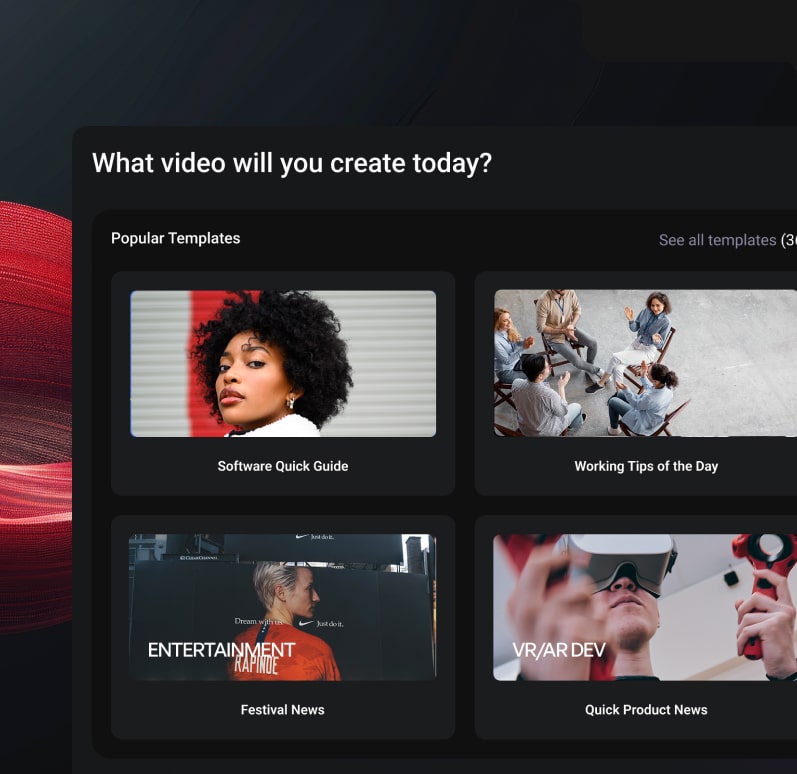 What video will you create today?
Popular Templates
See all templates (36
Software Quick Guide
Working Tips of the Day
Just do it.
Dream with us
Just do it.
ENTERTAINMENT
RAPINOE
Festival News
VR/AR DEV
Quick Product News